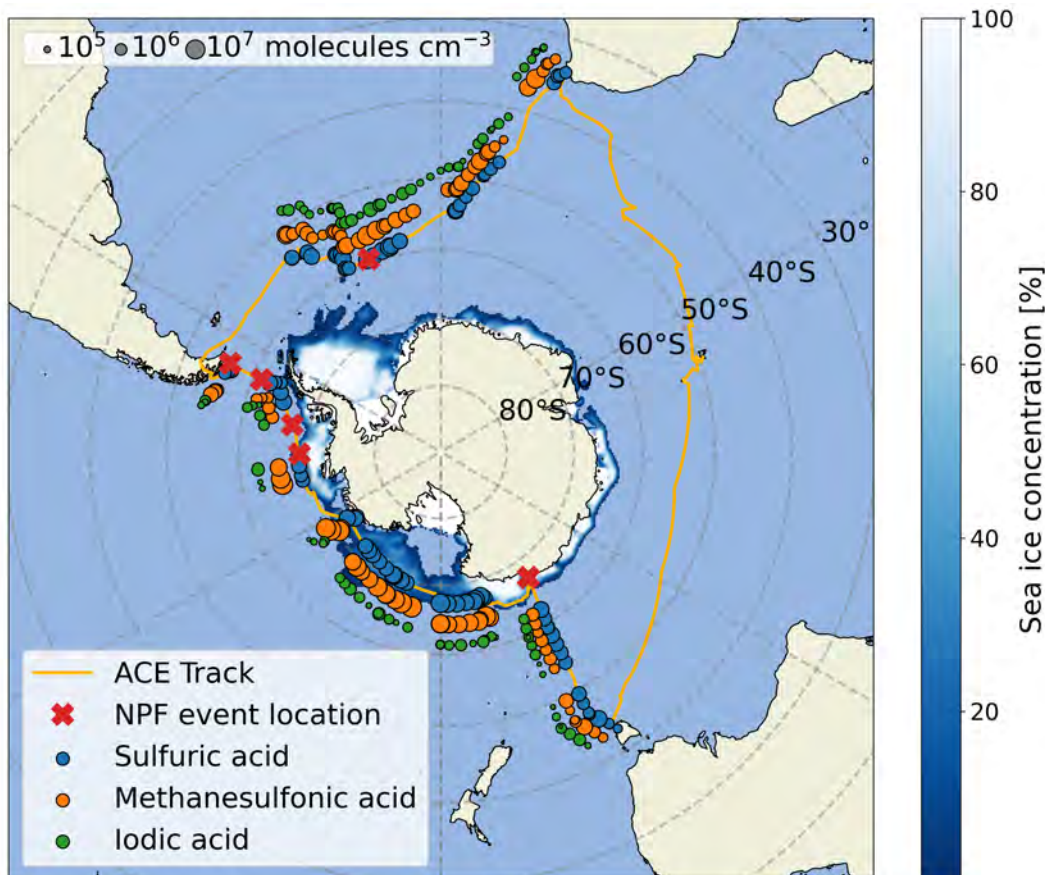 10⁵ 10⁶ 10⁷ molecules cm⁻³
30°
40°S
50°S
60°S
70°S
80°S
ACE Track
NPF event location
Sulfuric acid
Methanesulfonic acid
Iodic acid
100
80
60
40
20
Sea ice concentration [%]